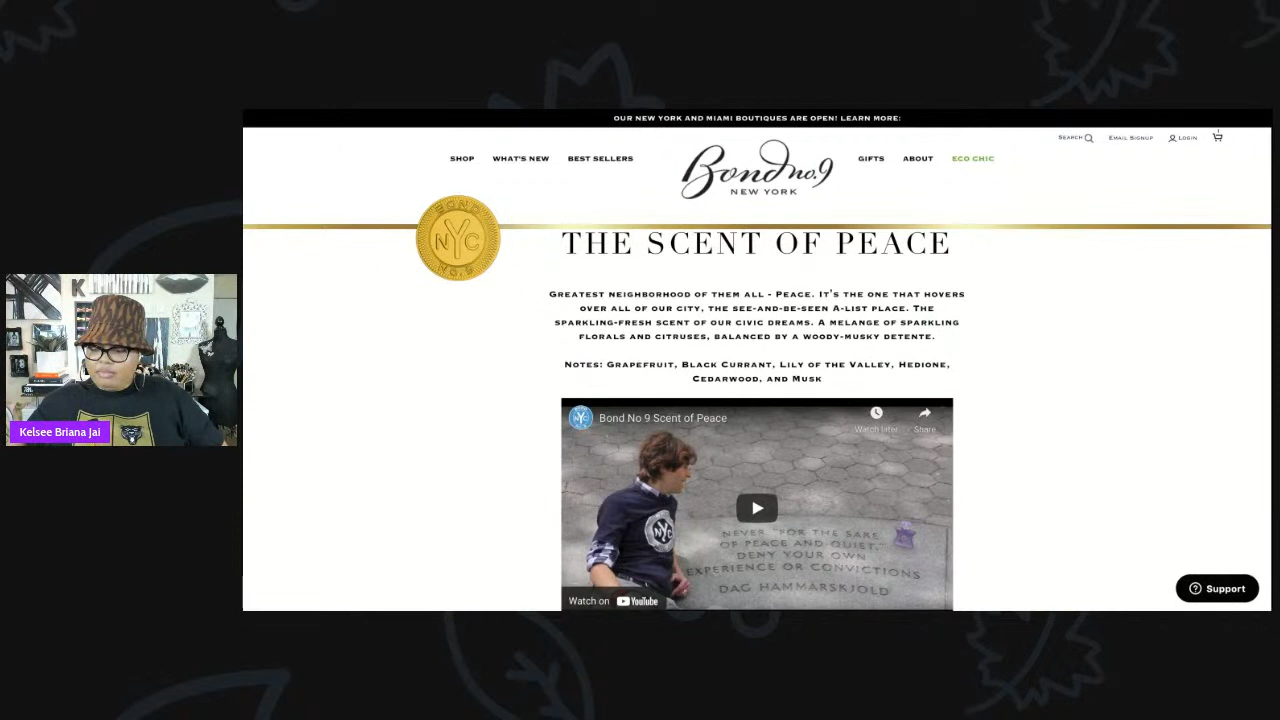 OUR NEW YORK AND MIAMI BOUTIQUES ARE OPEN! LEARN MORE:
SEARCH EMAIL SIGNUP LOGIN 1
SHOP WHAT'S NEW BEST SELLERS Bond no.9 GIFTS ABOUT ECO CHIC
NEW YORK
BOND
NYC
NO.9
THE SCENT OF PEACE
GREATEST NEIGHBORHOOD OF THEM ALL - PEACE. IT'S THE ONE THAT HOVERS
OVER ALL OF OUR CITY, THE SEE-AND-BE-SEEN A-LIST PLACE. THE
SPARKLING-FRESH SCENT OF OUR CIVIC DREAMS. A MELANGE OF SPARKLING
FLORALS AND CITRUSES, BALANCED BY A WOODY-MUSKY DETENTE.
NOTES: GRAPEFRUIT, BLACK CURRANT, LILY OF THE VALLEY, HEDIONE,
CEDARWOOD, AND MUSK
NYC
Bond No 9 Scent of Peace
Watch later Share
NYC
NEVER "FOR THE SAKE
OF PEACE AND QUIET,"
DENY YOUR OWN
EXPERIENCE OR CONVICTIONS
DAG HAMMARSKJOLD
Watch on YouTube
Support
K
Kelsee Briana Jai